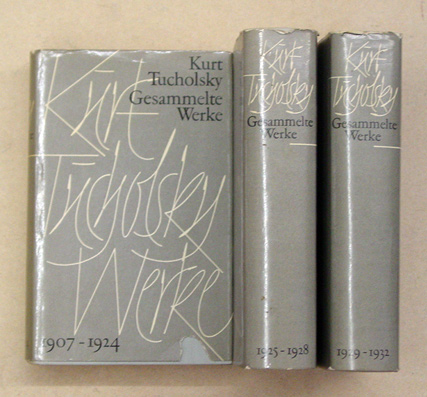 Kurt
Tucholsky
Gesammelte
Werke
Kurt
Tucholsky
Werke
1907-1924
Kurt
Tucholsky
Gesammelte
Werke
1925-1928
Kurt
Tucholsky
Gesammelte
Werke
1929-1932